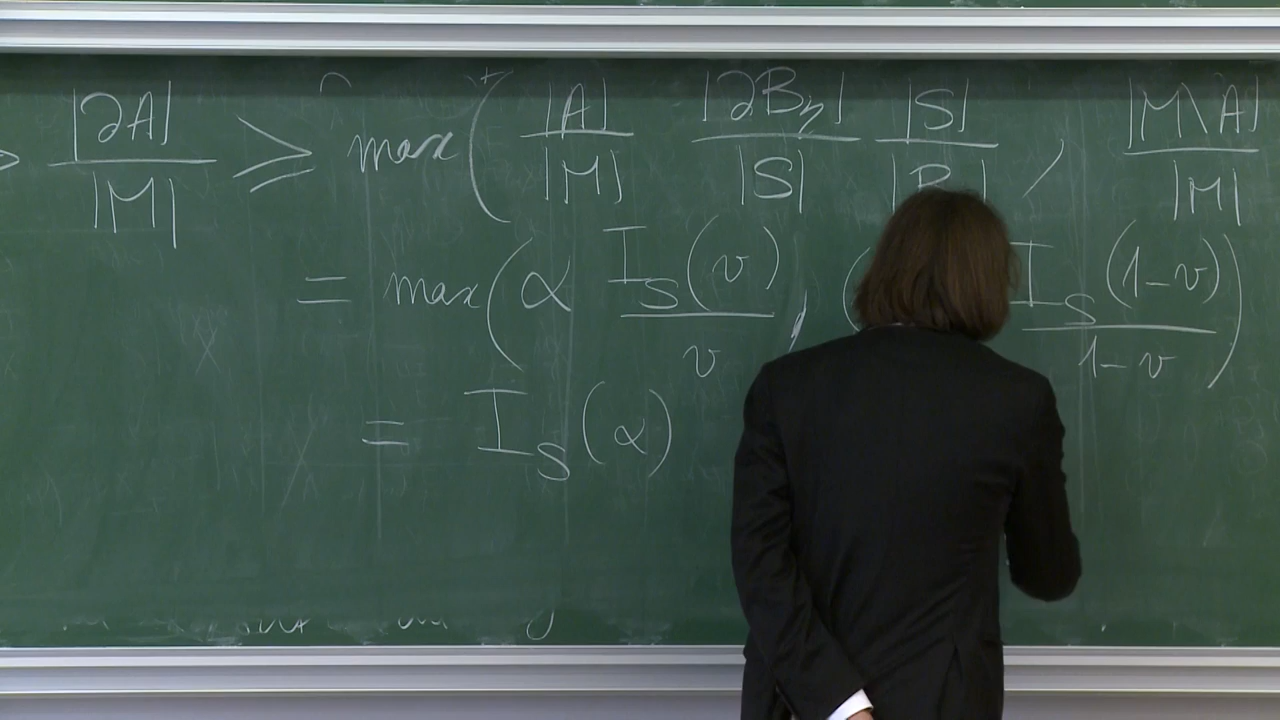 > |∂A| / |M| ⩾ max( |A| / |M| |∂B_η| / |S| |S| / |B| , |M\A| / |M|
= max( α I_S(v) / v , ( I_S(1-v) / 1-v )
= I_S(α)